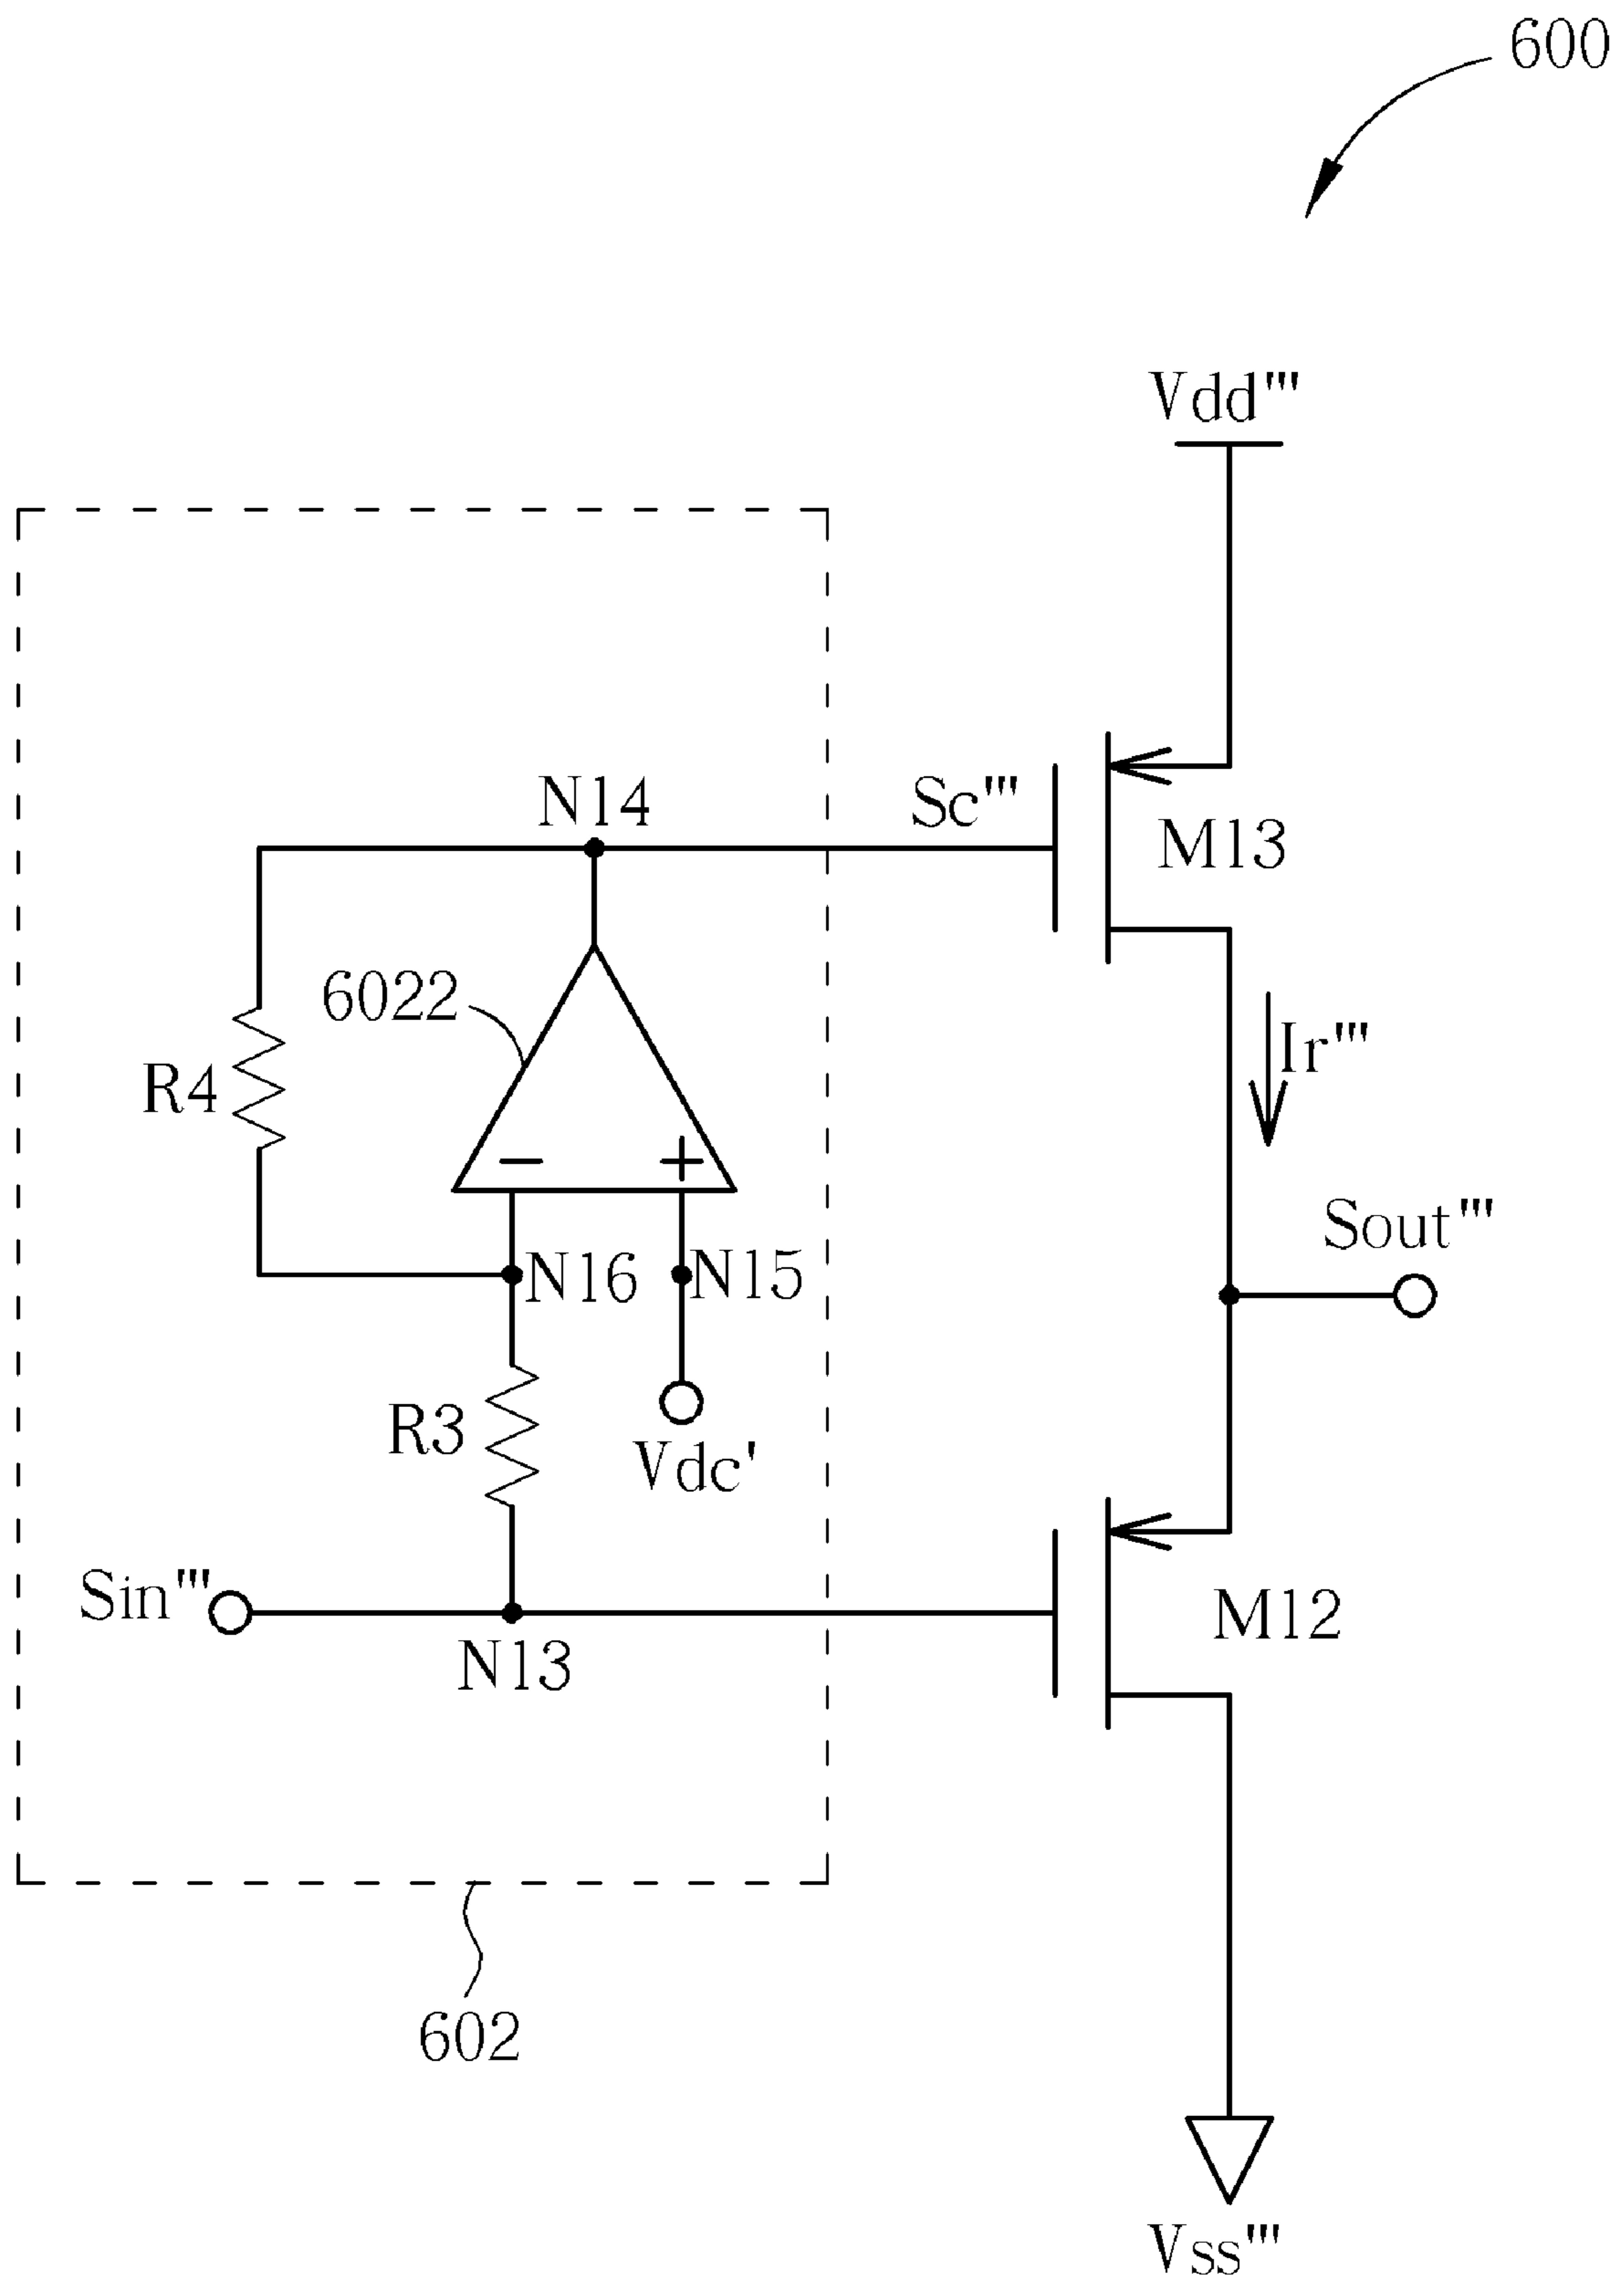 600
Vdd'''
N14
Sc'''
M13
6022
Ir'''
R4
−
+
Sout'''
N16
N15
R3
Vdc'
Sin'''
M12
N13
602
Vss'''